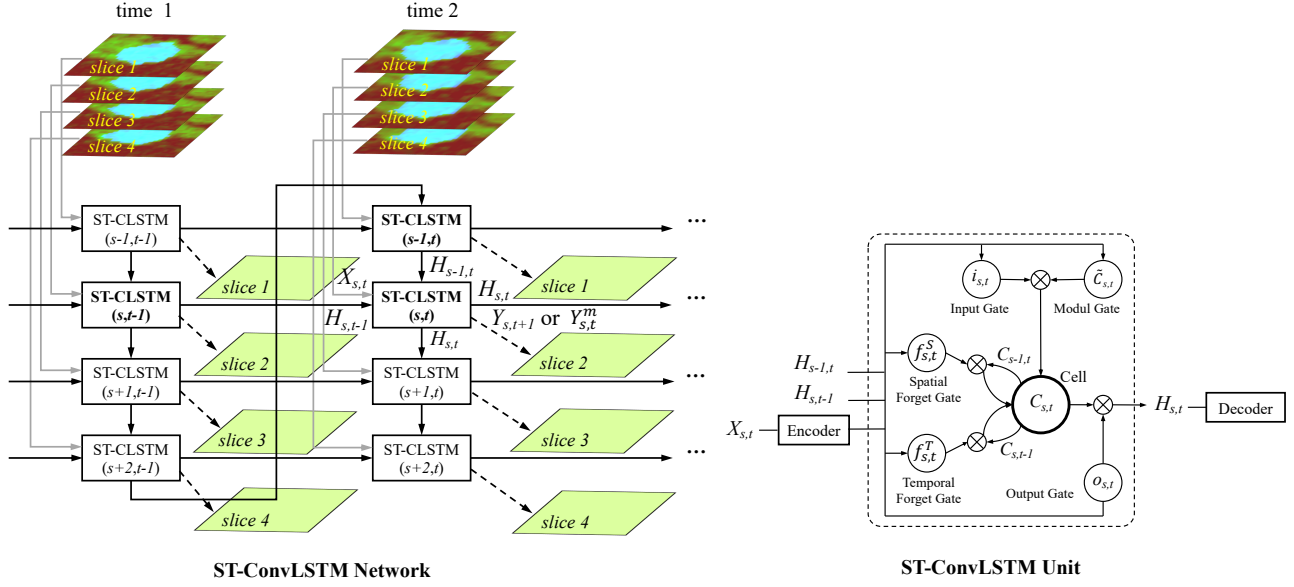 time 1
time 2
slice 1
slice 2
slice 3
slice 4
slice 1
slice 2
slice 3
slice 4
ST-CLSTM
(s-1,t-1)
ST-CLSTM
(s-1,t)
...
slice 1
X_{s,t}
H_{s-1,t}
slice 1
ST-CLSTM
(s,t-1)
ST-CLSTM
(s,t)
H_{s,t}
...
H_{s,t-1}
Y_{s,t+1} or Y_{s,t}^m
slice 2
H_{s,t}
slice 2
ST-CLSTM
(s+1,t-1)
ST-CLSTM
(s+1,t)
...
slice 3
slice 3
ST-CLSTM
(s+2,t-1)
ST-CLSTM
(s+2,t)
...
slice 4
slice 4
ST-ConvLSTM Network
i_{s,t}
Input Gate
C̃_{s,t}
Modul Gate
f_{s,t}^S
Spatial
Forget Gate
C_{s-1,t}
Cell
C_{s,t}
C_{s,t-1}
H_{s-1,t}
H_{s,t-1}
X_{s,t}
Encoder
f_{s,t}^T
Temporal
Forget Gate
o_{s,t}
Output Gate
H_{s,t}
Decoder
ST-ConvLSTM Unit